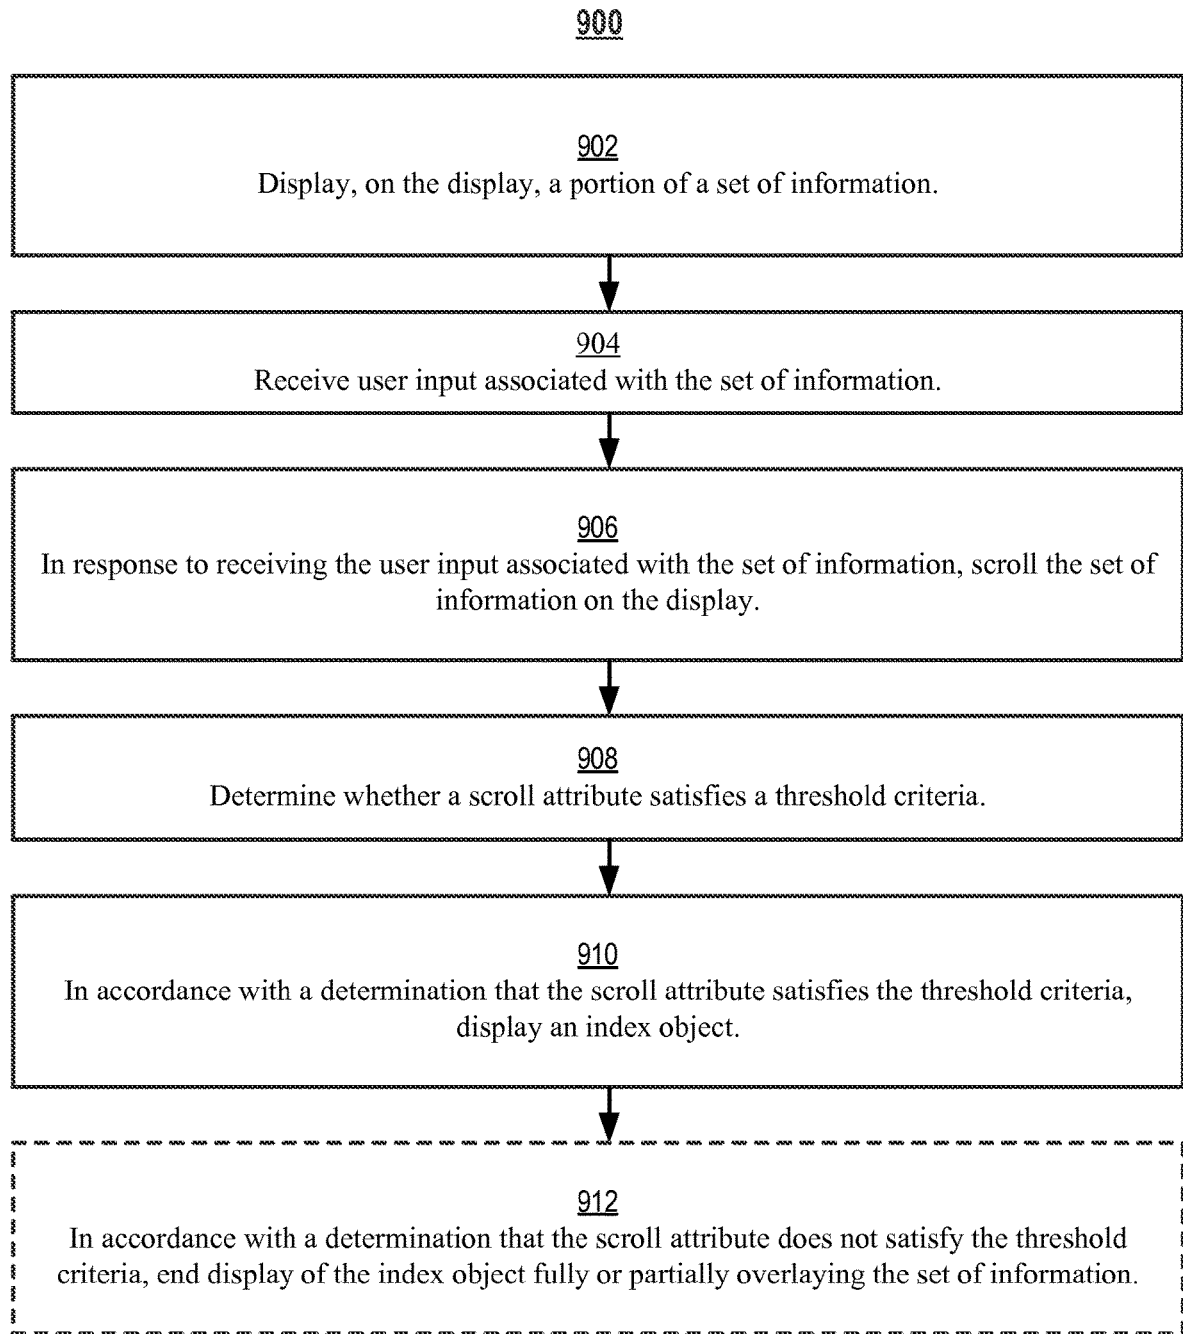 900
902
Display, on the display, a portion of a set of information.
904
Receive user input associated with the set of information.
906
In response to receiving the user input associated with the set of information, scroll the set of
information on the display.
908
Determine whether a scroll attribute satisfies a threshold criteria.
910
In accordance with a determination that the scroll attribute satisfies the threshold criteria,
display an index object.
912
In accordance with a determination that the scroll attribute does not satisfy the threshold
criteria, end display of the index object fully or partially overlaying the set of information.